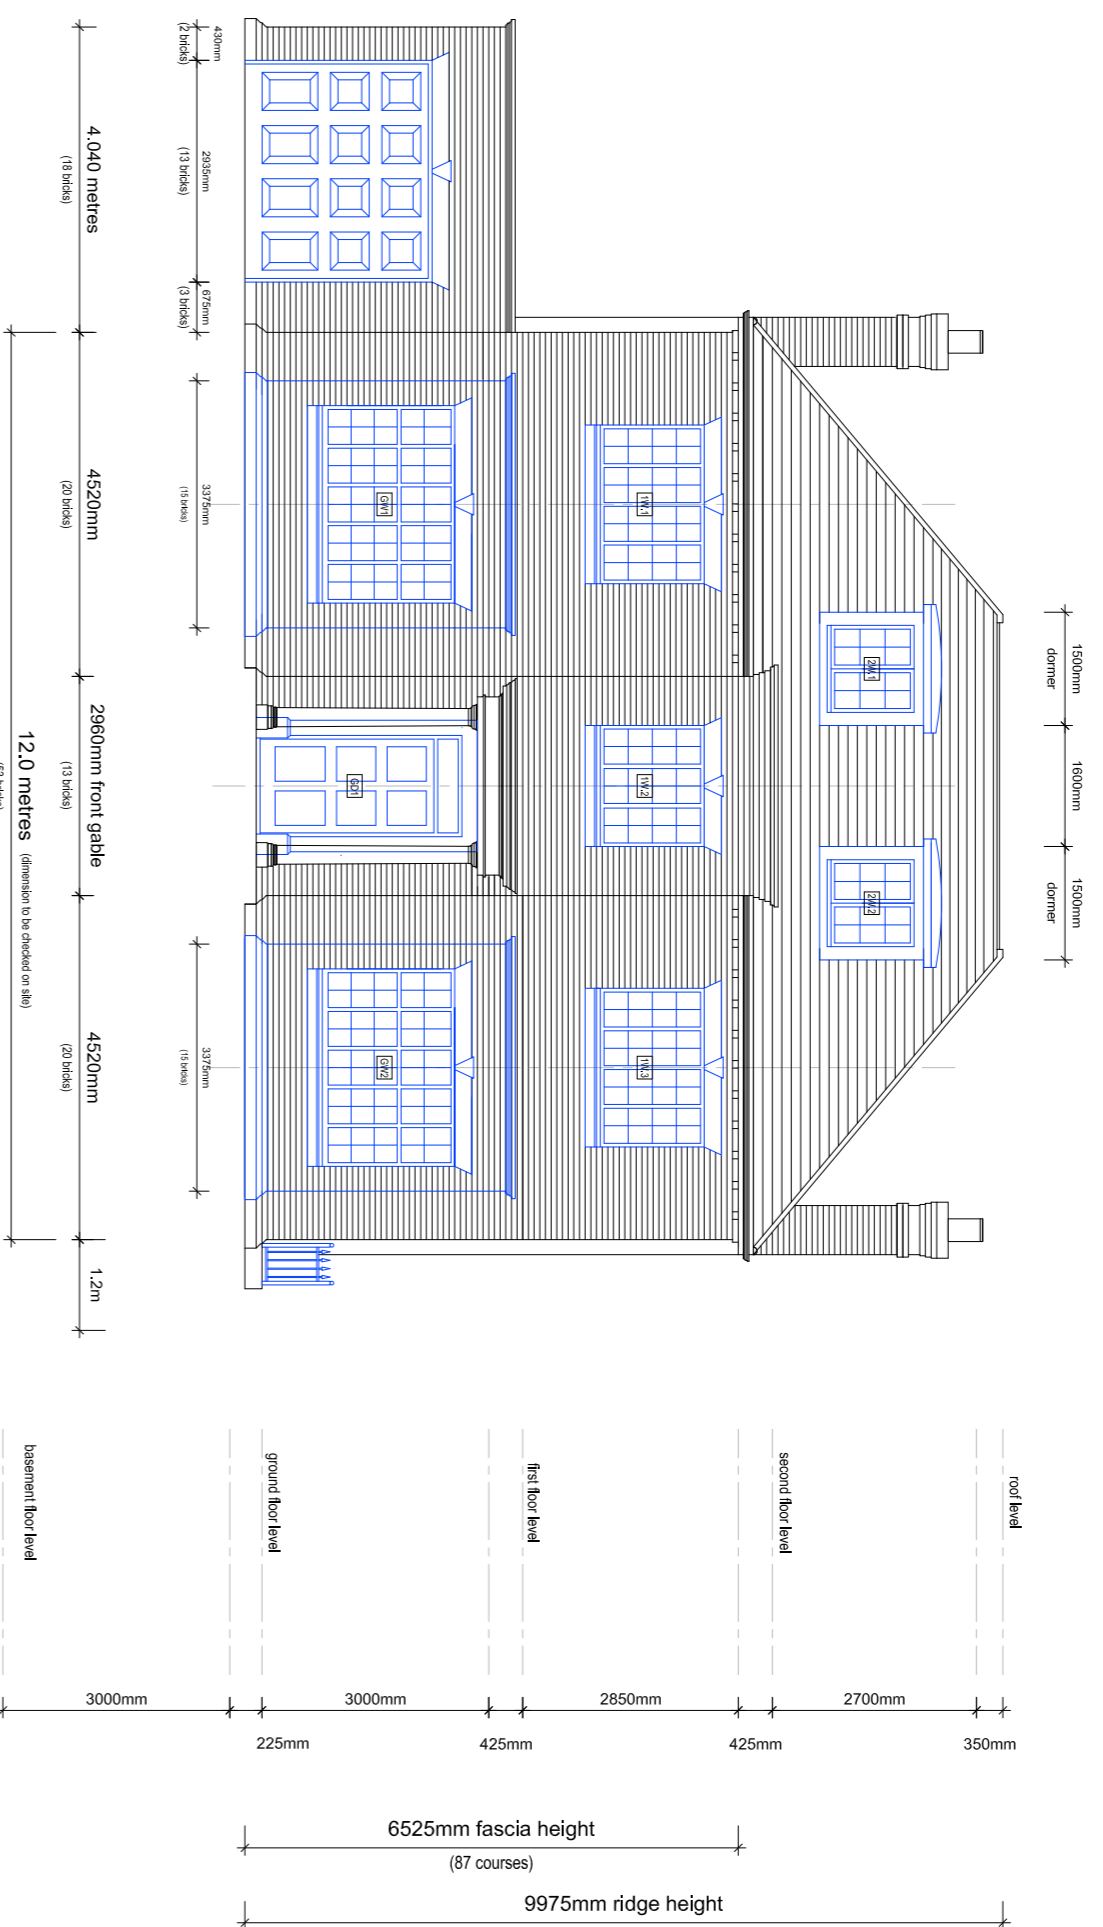 1500mm
dormer
1600mm
1500mm
dormer
2W.1
2W.2
1W.1
1W.2
1W.3
GW1
GD1
GW2
430mm
(2 bricks)
2935mm
(13 bricks)
675mm
(3 bricks)
3375mm
(15 bricks)
3375mm
(15 bricks)
4.040 metres
(18 bricks)
4520mm
(20 bricks)
2960mm front gable
(13 bricks)
4520mm
(20 bricks)
1.2m
12.0 metres (dimension to be checked on site)
roof level
second floor level
first floor level
ground floor level
basement floor level
3000mm
225mm
3000mm
425mm
2850mm
425mm
2700mm
350mm
6525mm fascia height
(87 courses)
9975mm ridge height